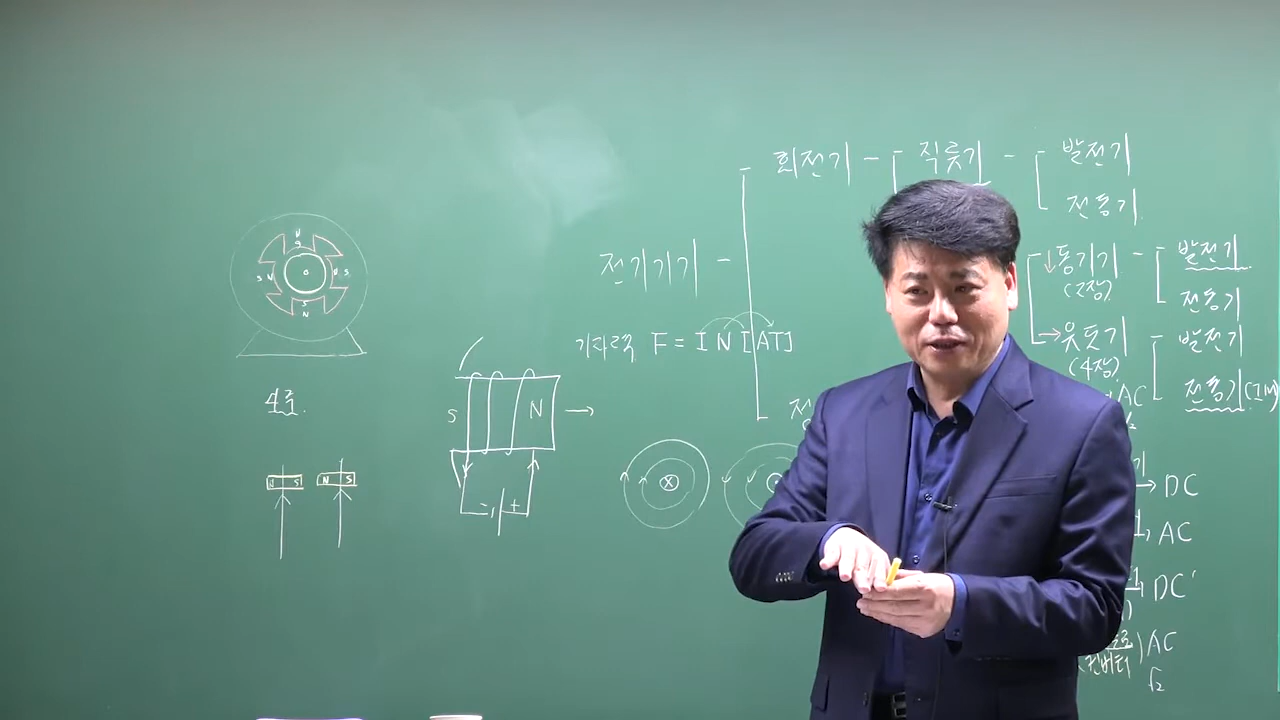 회전기 - 직류기 - 발전기
전동기
전기기기 -
동기기 - 발전기
(2장)
전동기
유도기 발전기
(4장)
전동기 (IM)
기자력 F = I N [AT]
N
S
S N
N S
S
N
4극
S N
- +
N S
N S
AC
→ DC
AC
DC'
컨버터) AC
f₂